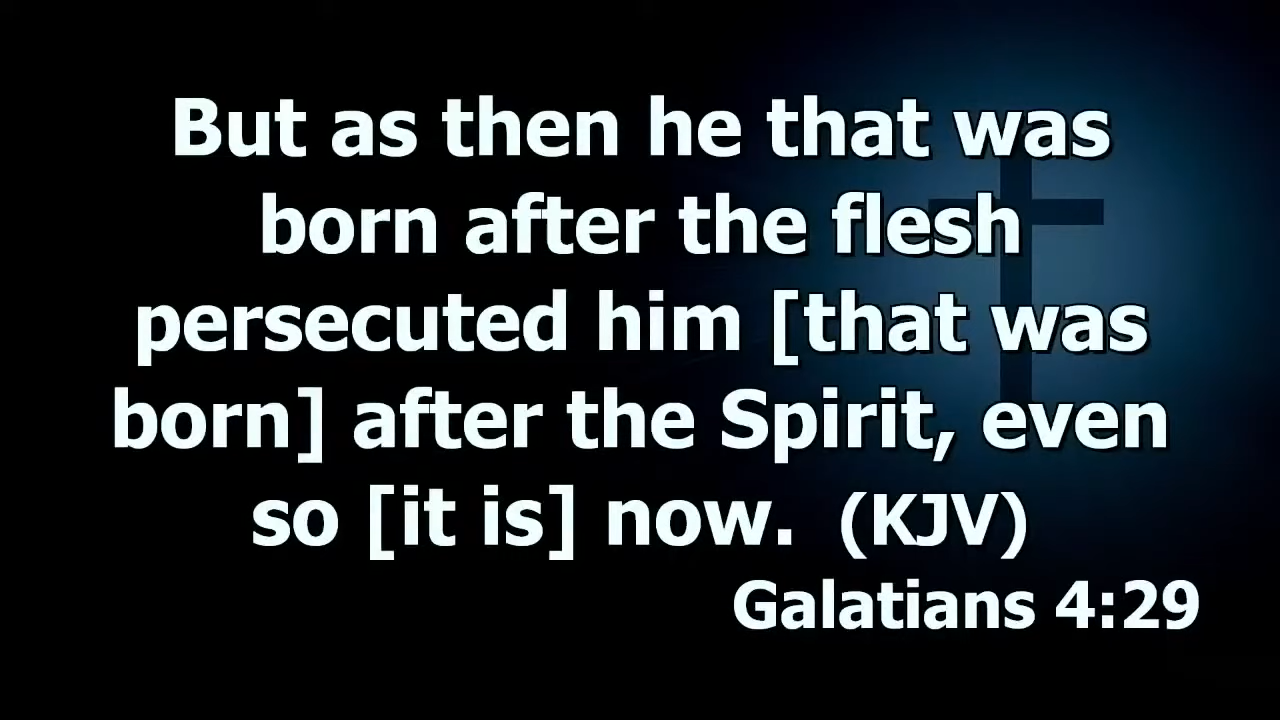 But as then he that was
born after the flesh
persecuted him [that was
born] after the Spirit, even
so [it is] now. (KJV)
Galatians 4:29